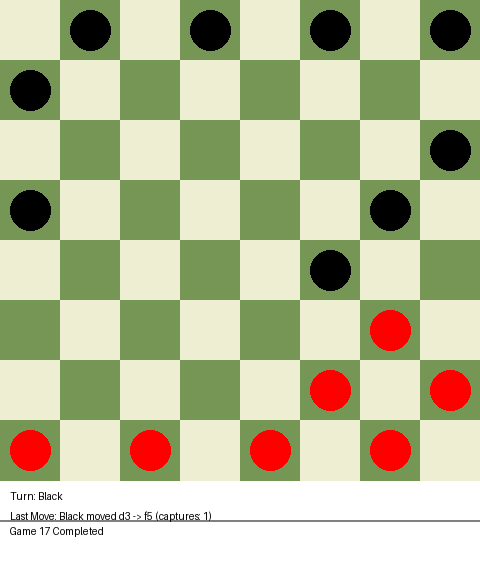 Turn: Black
Last Move: Black moved d3 -> f5 (captures: 1)
Game 17 Completed